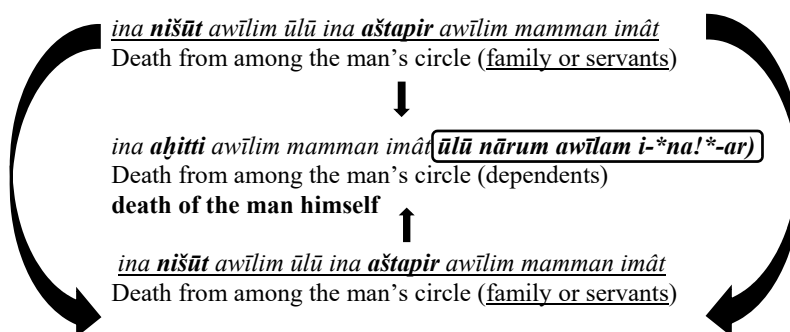 ina nišūt awīlim ūlū ina aštapir awīlim mamman imât
Death from among the man’s circle (family or servants)
ina aḫitti awīlim mamman imât ūlū nārum awīlam i-*na!*-ar)
Death from among the man’s circle (dependents)
death of the man himself
ina nišūt awīlim ūlū ina aštapir awīlim mamman imât
Death from among the man’s circle (family or servants)